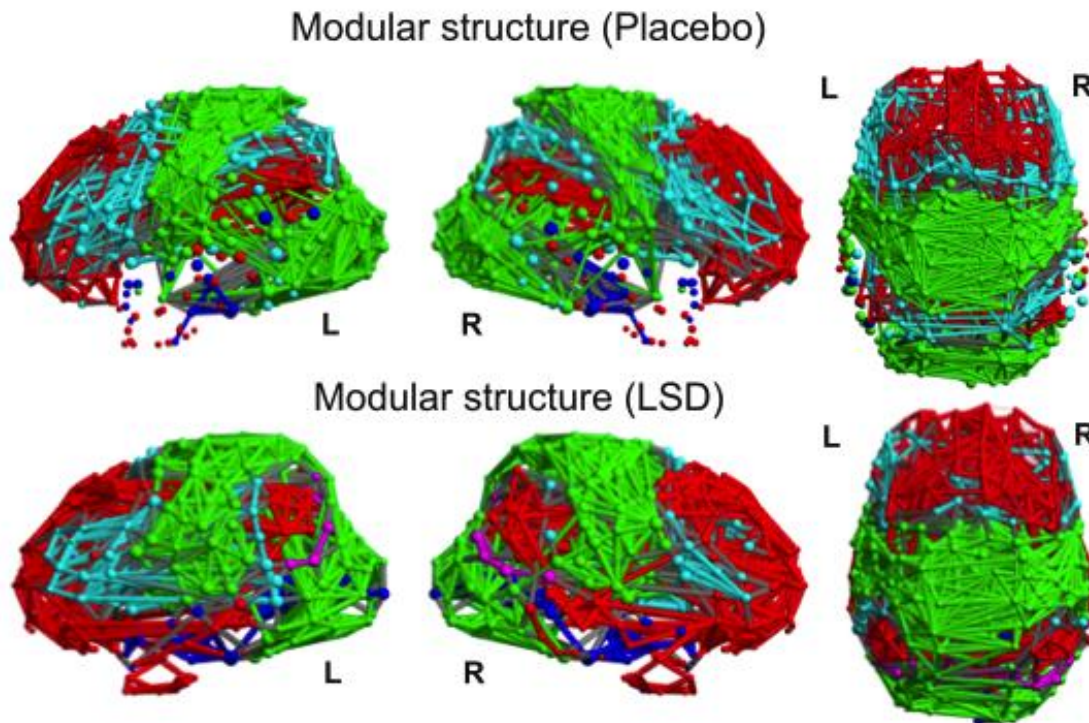 Modular structure (Placebo)
L R
L R
Modular structure (LSD)
L R
L R